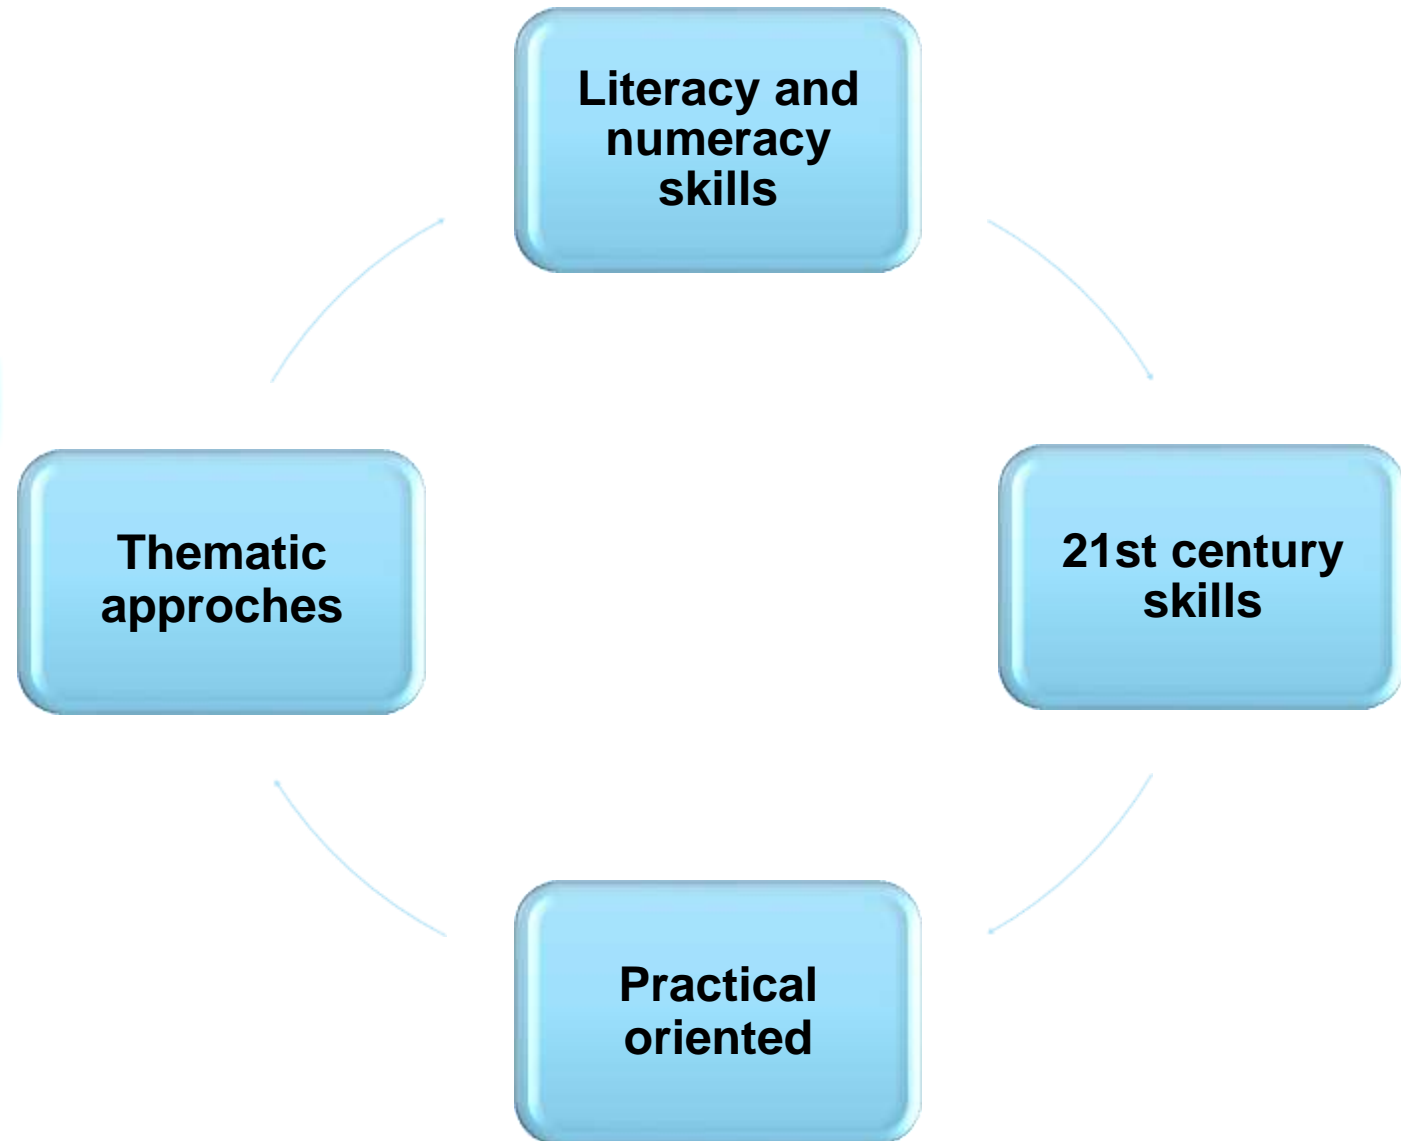 Literacy and
numeracy
skills
21st century
skills
Practical
oriented
Thematic
approches